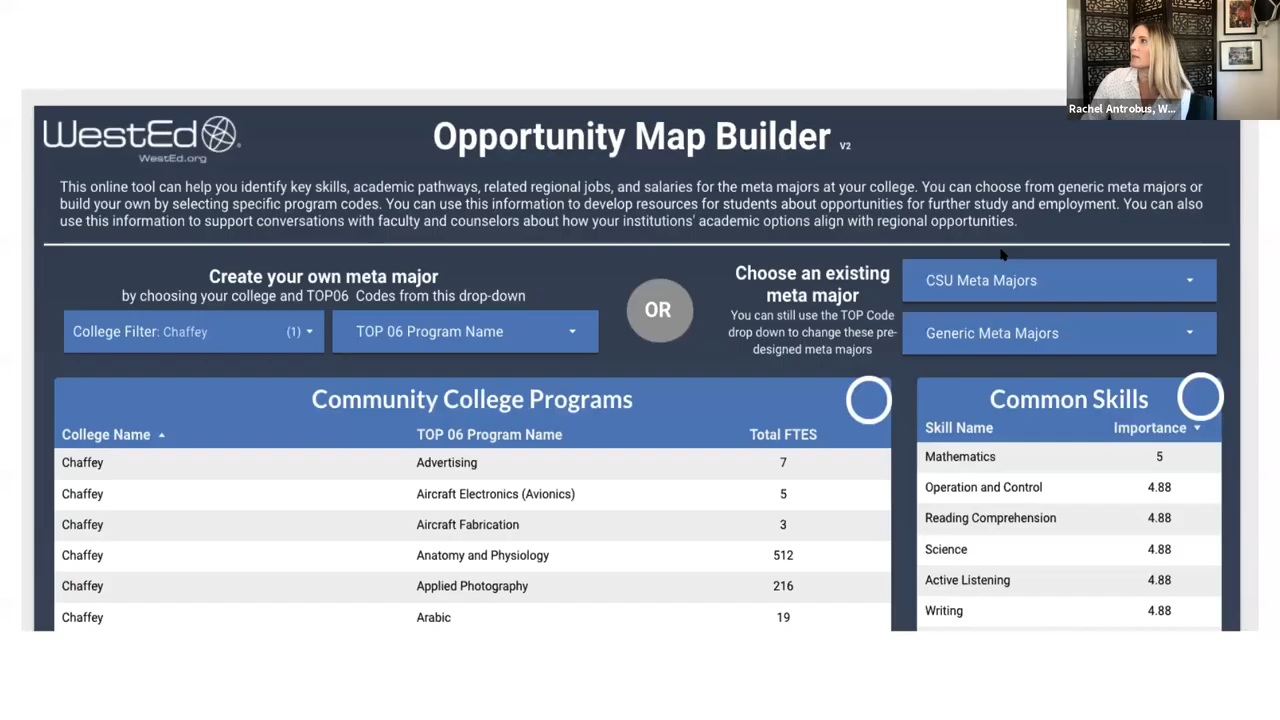 Rachel Antrobus, W...
WestEd
WestEd.org
Opportunity Map Builder V2
This online tool can help you identify key skills, academic pathways, related regional jobs, and salaries for the meta majors at your college. You can choose from generic meta majors or
build your own by selecting specific program codes. You can use this information to develop resources for students about opportunities for further study and employment. You can also
use this information to support conversations with faculty and counselors about how your institutions' academic options align with regional opportunities.
Create your own meta major
by choosing your college and TOP06 Codes from this drop-down
College Filter: Chaffey (1)
TOP 06 Program Name
OR
Choose an existing
meta major
You can still use the TOP Code
drop down to change these pre-
designed meta majors
CSU Meta Majors
Generic Meta Majors
Community College Programs
College Name TOP 06 Program Name Total FTES
Chaffey Advertising 7
Chaffey Aircraft Electronics (Avionics) 5
Chaffey Aircraft Fabrication 3
Chaffey Anatomy and Physiology 512
Chaffey Applied Photography 216
Chaffey Arabic 19
Common Skills
Skill Name Importance
Mathematics 5
Operation and Control 4.88
Reading Comprehension 4.88
Science 4.88
Active Listening 4.88
Writing 4.88